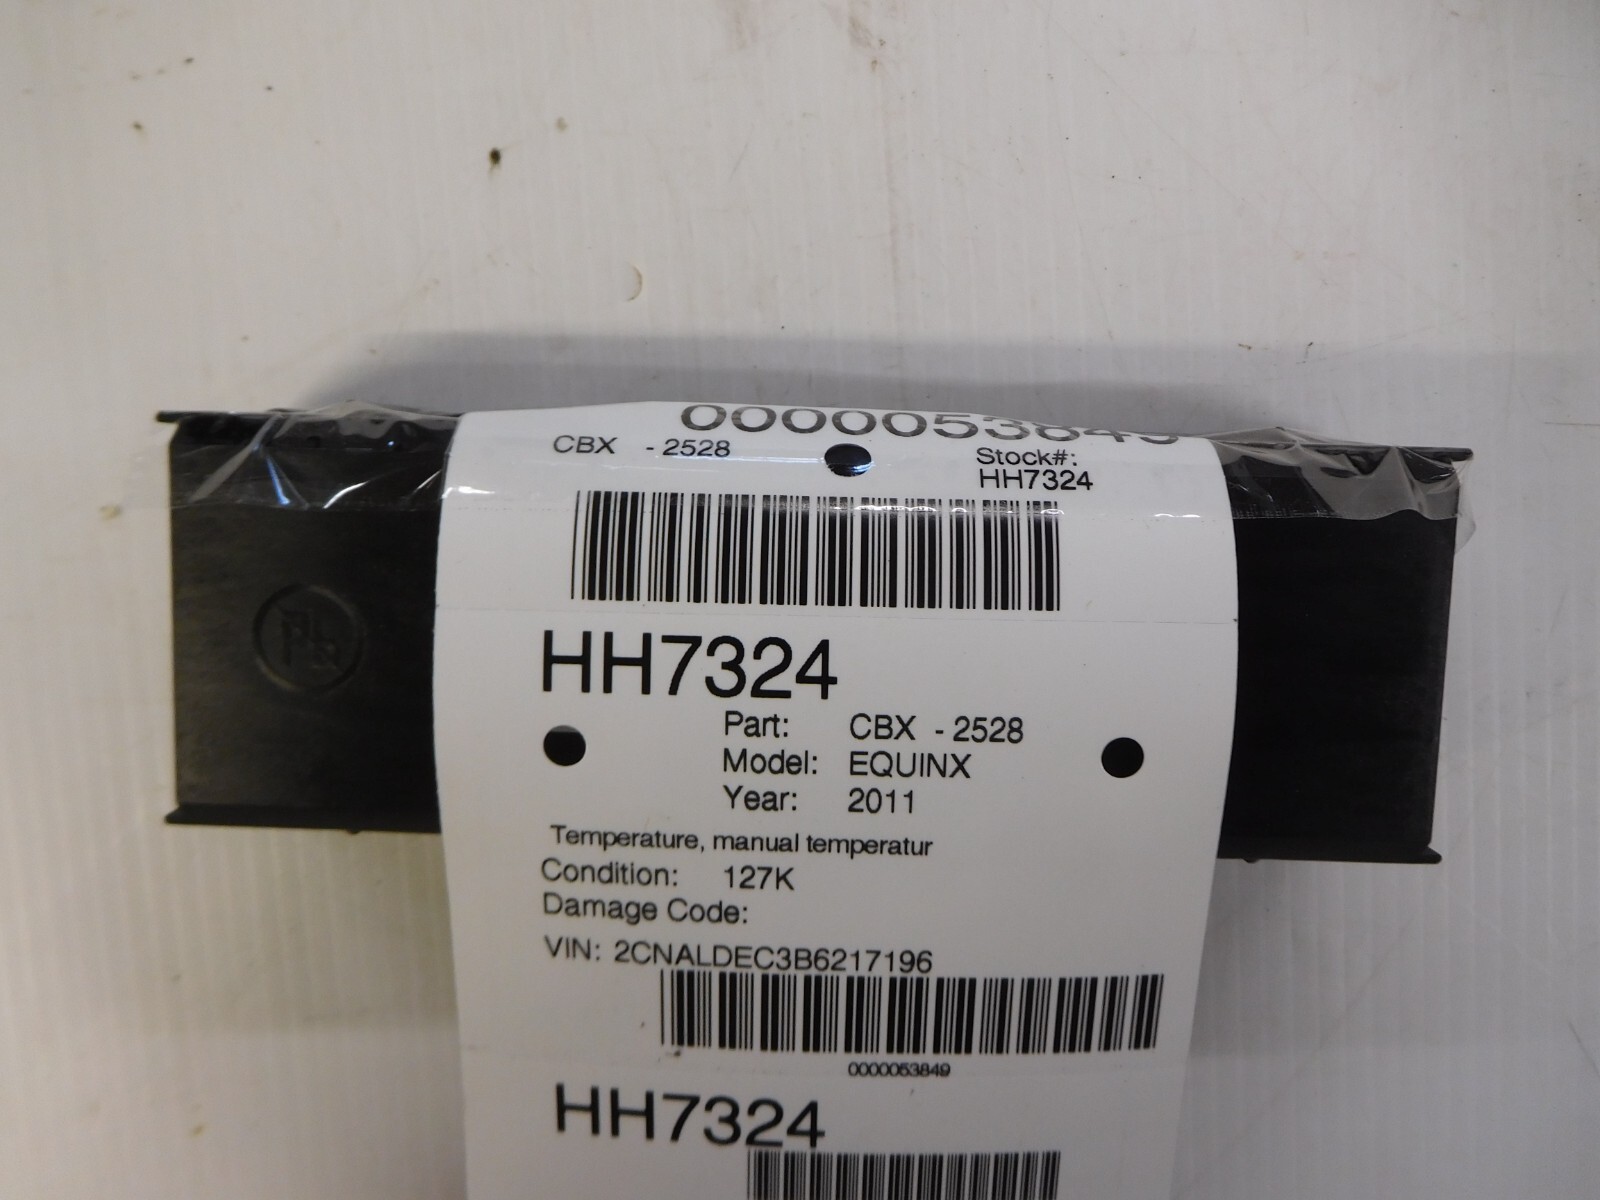 0000053849
CBX - 2528
Stock#:
HH7324
HH7324
Part: CBX - 2528
Model: EQUINX
Year: 2011
Temperature, manual temperatur
Condition: 127K
Damage Code:
VIN: 2CNALDEC3B6217196
0000053849
HH7324